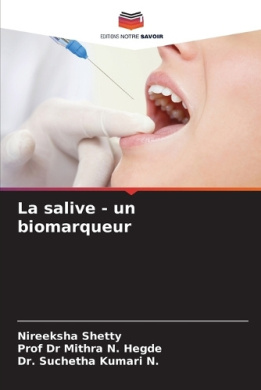 EDITIONS NOTRE SAVOIR
La salive - un
biomarqueur
Nireeksha Shetty
Prof Dr Mithra N. Hegde
Dr. Suchetha Kumari N.